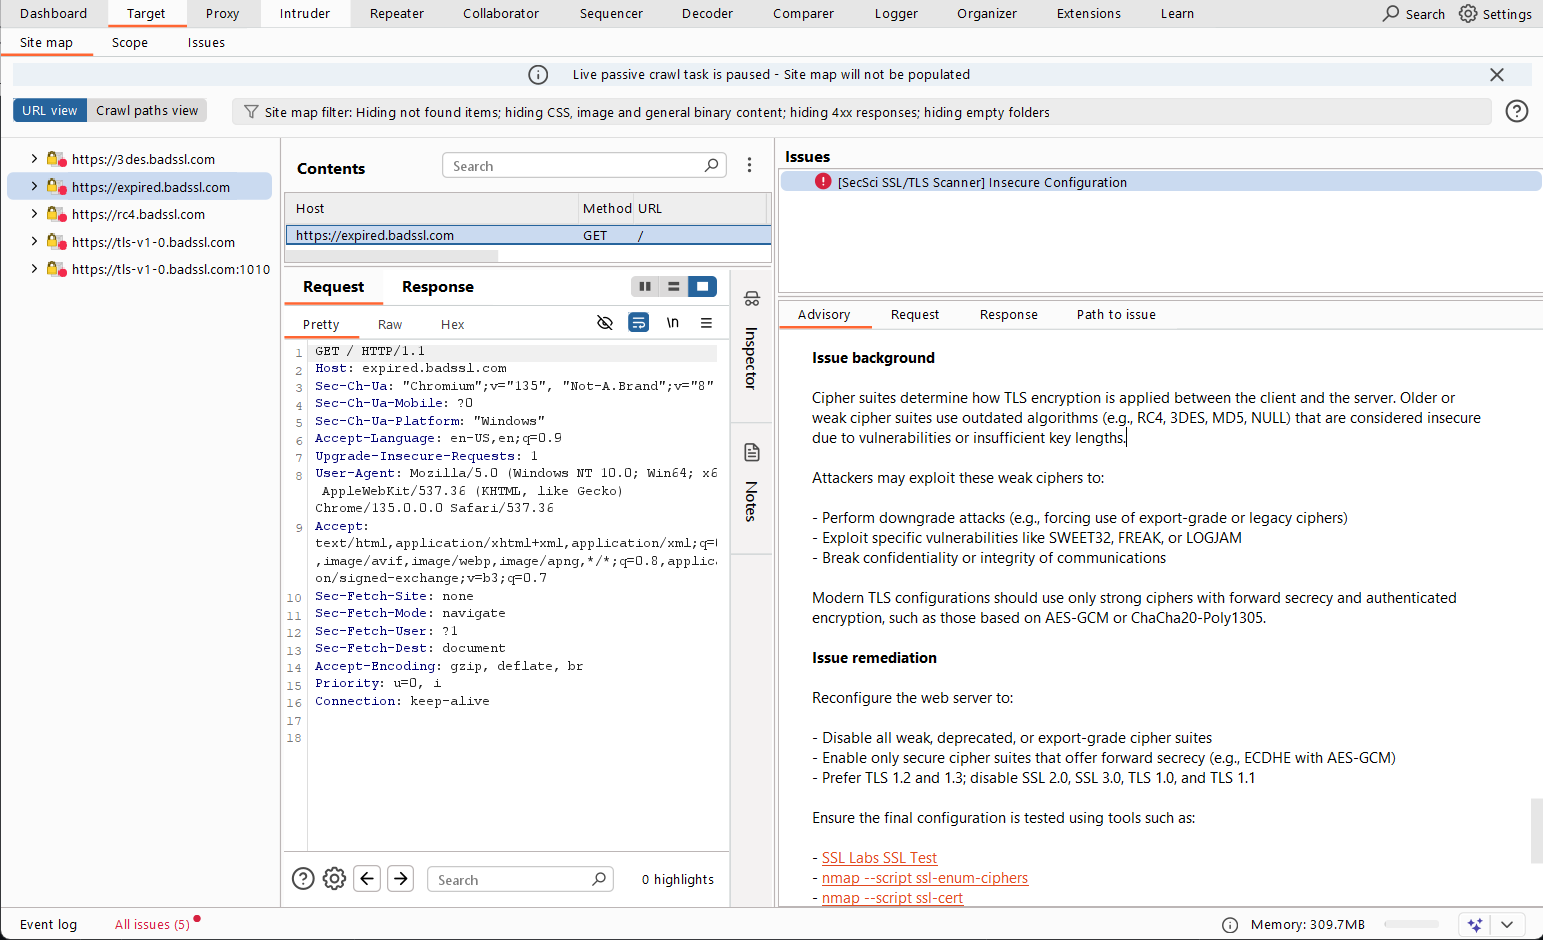 Dashboard Target Proxy Intruder Repeater Collaborator Sequencer Decoder Comparer Logger Organizer Extensions Learn Search Settings
Site map Scope Issues
Live passive crawl task is paused - Site map will not be populated
URL view Crawl paths view Site map filter: Hiding not found items; hiding CSS, image and general binary content; hiding 4xx responses; hiding empty folders
https://3des.badssl.com
https://expired.badssl.com
https://rc4.badssl.com
https://tls-v1-0.badssl.com
https://tls-v1-0.badssl.com:1010
Contents Search
Host Method URL
https://expired.badssl.com GET /
Request Response
Pretty Raw Hex \n
1 GET / HTTP/1.1
2 Host: expired.badssl.com
3 Sec-Ch-Ua: "Chromium";v="135", "Not-A.Brand";v="8"
4 Sec-Ch-Ua-Mobile: ?0
5 Sec-Ch-Ua-Platform: "Windows"
6 Accept-Language: en-US,en;q=0.9
7 Upgrade-Insecure-Requests: 1
8 User-Agent: Mozilla/5.0 (Windows NT 10.0; Win64; x6
AppleWebKit/537.36 (KHTML, like Gecko)
Chrome/135.0.0.0 Safari/537.36
9 Accept:
text/html,application/xhtml+xml,application/xml;q=0
,image/avif,image/webp,image/apng,*/*;q=0.8,applica
on/signed-exchange;v=b3;q=0.7
10 Sec-Fetch-Site: none
11 Sec-Fetch-Mode: navigate
12 Sec-Fetch-User: ?1
13 Sec-Fetch-Dest: document
14 Accept-Encoding: gzip, deflate, br
15 Priority: u=0, i
16 Connection: keep-alive
17
18
Search 0 highlights
Inspector
Notes
Issues
[SecSci SSL/TLS Scanner] Insecure Configuration
Advisory Request Response Path to issue
Issue background
Cipher suites determine how TLS encryption is applied between the client and the server. Older or
weak cipher suites use outdated algorithms (e.g., RC4, 3DES, MD5, NULL) that are considered insecure
due to vulnerabilities or insufficient key lengths.
Attackers may exploit these weak ciphers to:
- Perform downgrade attacks (e.g., forcing use of export-grade or legacy ciphers)
- Exploit specific vulnerabilities like SWEET32, FREAK, or LOGJAM
- Break confidentiality or integrity of communications
Modern TLS configurations should use only strong ciphers with forward secrecy and authenticated
encryption, such as those based on AES-GCM or ChaCha20-Poly1305.
Issue remediation
Reconfigure the web server to:
- Disable all weak, deprecated, or export-grade cipher suites
- Enable only secure cipher suites that offer forward secrecy (e.g., ECDHE with AES-GCM)
- Prefer TLS 1.2 and 1.3; disable SSL 2.0, SSL 3.0, TLS 1.0, and TLS 1.1
Ensure the final configuration is tested using tools such as:
- SSL Labs SSL Test
- nmap --script ssl-enum-ciphers
- nmap --script ssl-cert
Event log All issues (5) Memory: 309.7MB